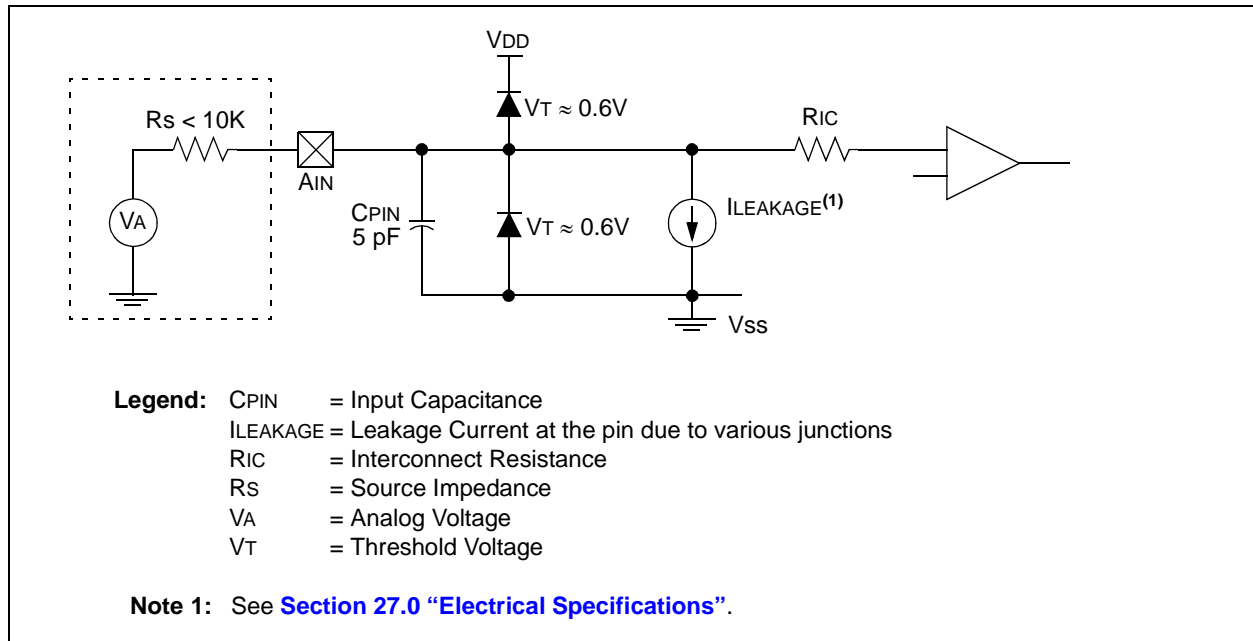 VDD
VT ≈ 0.6V
Rs < 10K
RIC
AIN
CPIN
5 pF
VT ≈ 0.6V
ILEAKAGE(1)
VA
Vss
Legend: CPIN = Input Capacitance
ILEAKAGE = Leakage Current at the pin due to various junctions
RIC = Interconnect Resistance
RS = Source Impedance
VA = Analog Voltage
VT = Threshold Voltage
Note 1: See Section 27.0 “Electrical Specifications”.